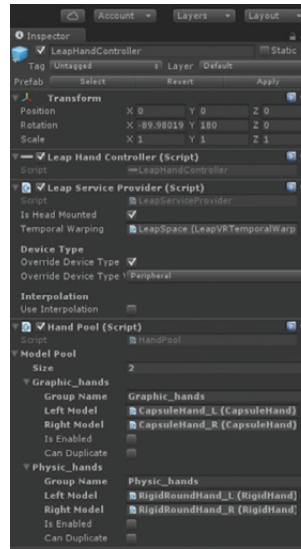 Account Layers Layout
Inspector
LeapHandController Static
Tag Untagged Layer Default
Prefab Select Revert Apply
Transform
Position X 0 Y 0 Z 0
Rotation X -89.98019 Y 180 Z 0
Scale X 1 Y 1 Z 1
Leap Hand Controller (Script)
Script LeapHandController
Leap Service Provider (Script)
Script LeapServiceProvider
Is Head Mounted
Temporal Warping LeapSpace (LeapVRTemporalWarp
Device Type
Override Device Type
Override Device Type Peripheral
Interpolation
Use Interpolation
Hand Pool (Script)
Script HandPool
Model Pool
Size 2
Graphic_hands
Group Name Graphic_hands
Left Model CapsuleHand_L (CapsuleHand)
Right Model CapsuleHand_R (CapsuleHand)
Is Enabled
Can Duplicate
Physic_hands
Group Name Physic_hands
Left Model RigidRoundHand_L (RigidHand)
Right Model RigidRoundHand_R (RigidHand)
Is Enabled
Can Duplicate